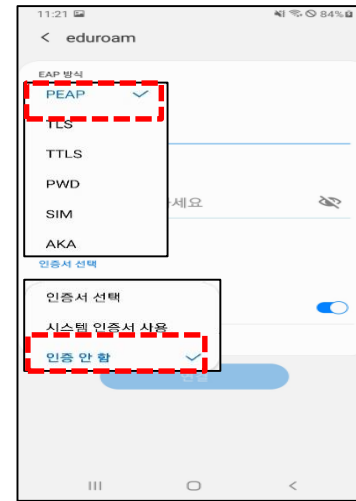 11:21 84%
< eduroam
EAP 방식
PEAP
TLS
TTLS
PWD
SIM
AKA
세요
인증서 선택
인증서 선택
시스템 인증서 사용
인증 안 함
연결